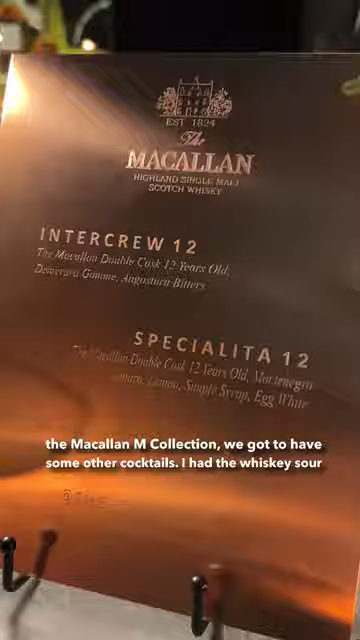 EST 1824
The
MACALLAN
HIGHLAND SINGLE MALT
SCOTCH WHISKY
INTERCREW 12
The Macallan Double Cask 12 Years Old,
Demerara Gomme, Angostura Bitters
SPECIALITA 12
The Macallan Double Cask 12 Years Old, Montenegro
Amaro, Lemon, Simple Syrup, Egg White
the Macallan M Collection, we got to have
some other cocktails. I had the whiskey sour